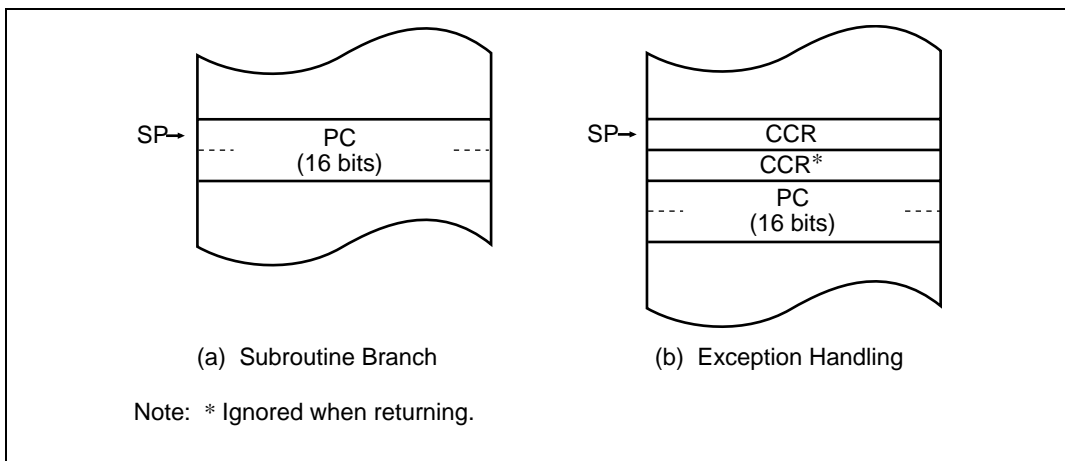 SP
PC
(16 bits)
SP
CCR
CCR*
PC
(16 bits)
(a) Subroutine Branch
(b) Exception Handling
Note: * Ignored when returning.